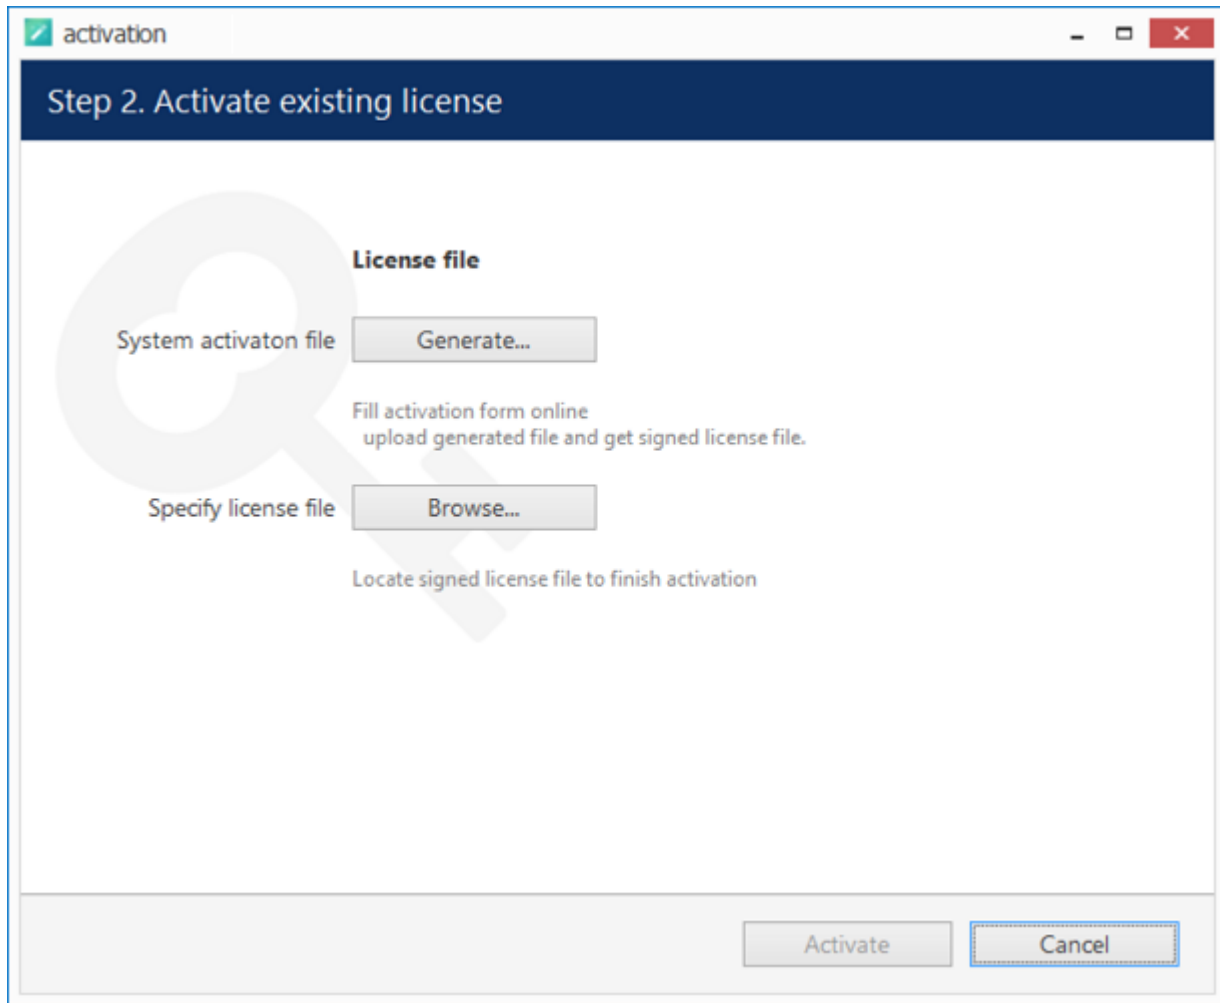 activation
Step 2. Activate existing license
License file
System activaton file
Generate...
Fill activation form online
upload generated file and get signed license file.
Specify license file
Browse...
Locate signed license file to finish activation
Activate
Cancel